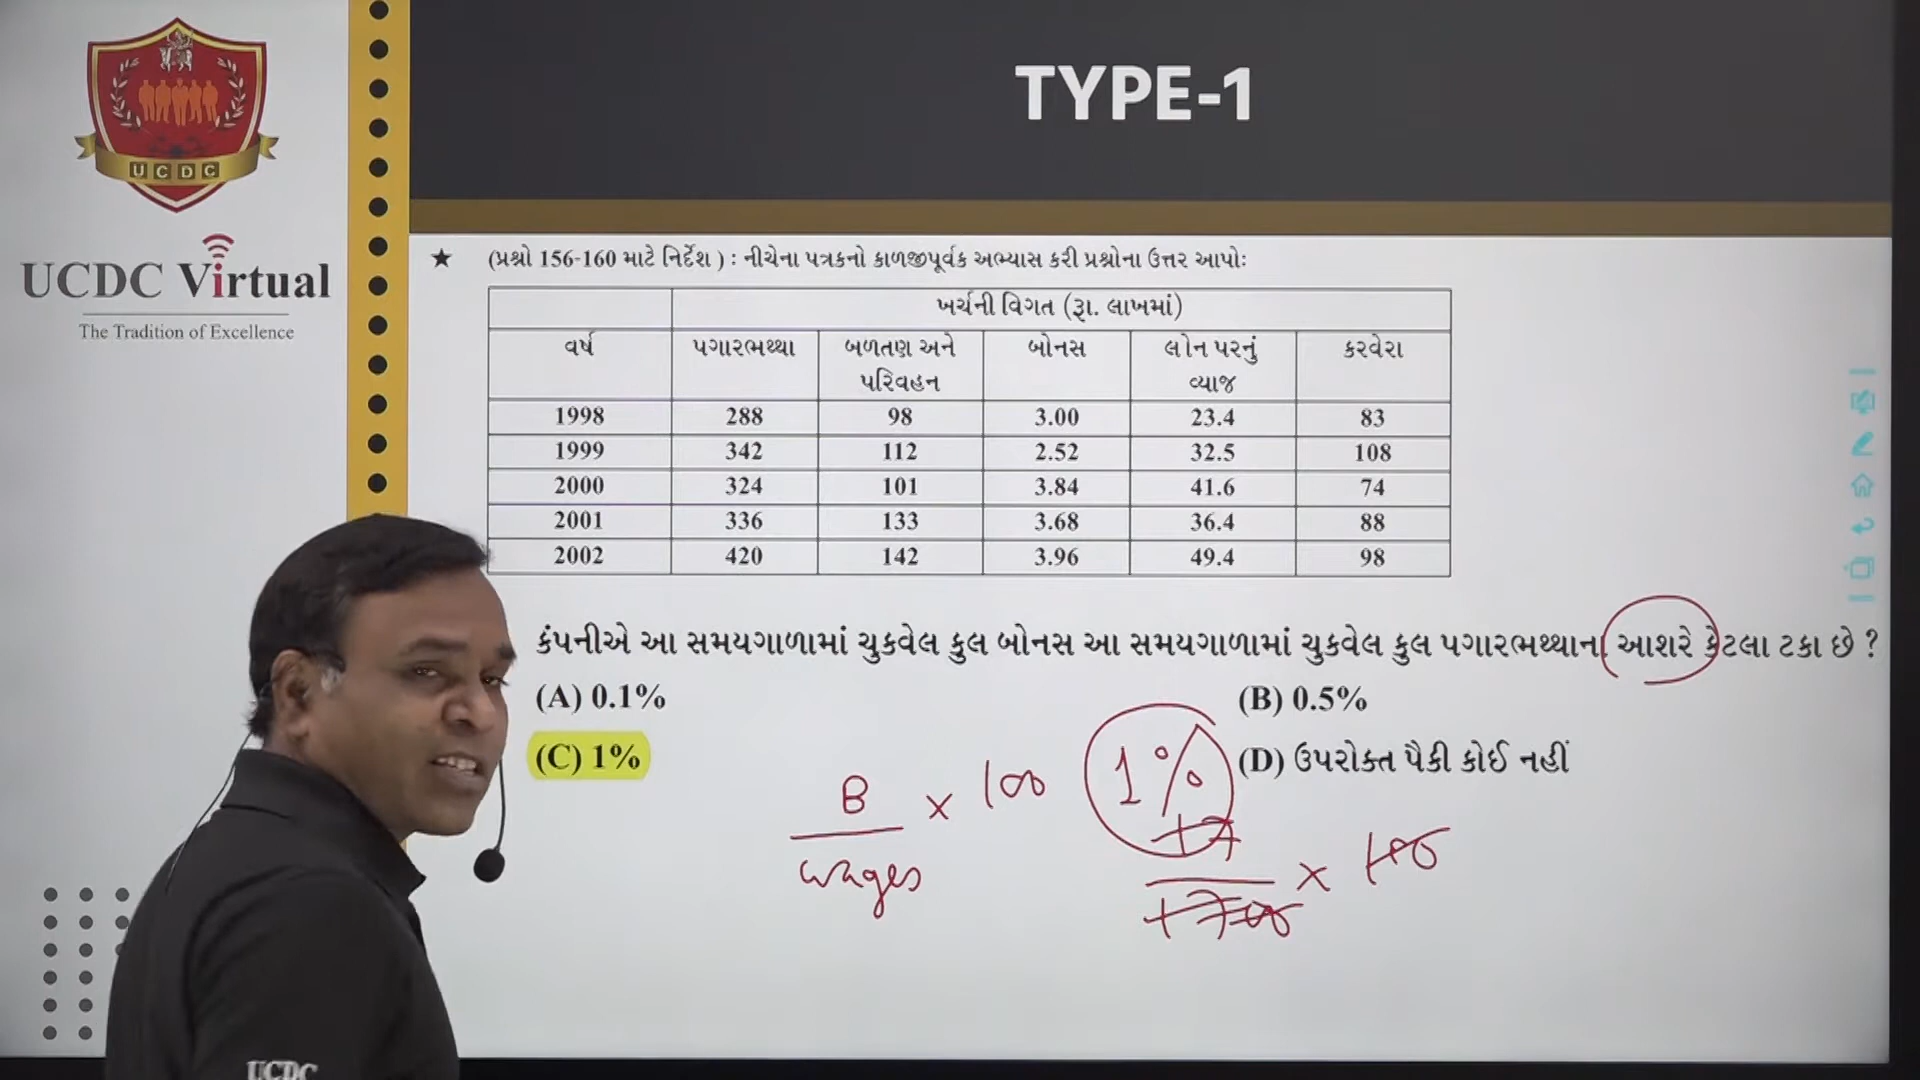 TYPE-1
UCDC
UCDC Virtual
The Tradition of Excellence
★ (પ્રશ્નો 156-160 માટે નિર્દેશ) : નીચેના પત્રકનો કાળજીપૂર્વક અભ્યાસ કરી પ્રશ્નોના ઉત્તર આપોઃ
ખર્ચની વિગત (રૂા. લાખમાં)
વર્ષ પગારભથ્થા બળતણ અને પરિવહન બોનસ લોન પરનું વ્યાજ કરવેરા
1998 288 98 3.00 23.4 83
1999 342 112 2.52 32.5 108
2000 324 101 3.84 41.6 74
2001 336 133 3.68 36.4 88
2002 420 142 3.96 49.4 98
કંપનીએ આ સમયગાળામાં ચુકવેલ કુલ બોનસ આ સમયગાળામાં ચુકવેલ કુલ પગારભથ્થાના આશરે કેટલા ટકા છે ?
(A) 0.1% (B) 0.5%
(C) 1% (D) ઉપરોક્ત પૈકી કોઈ નહીં
B × 100 1%
wages
17 × 100
1700
UCDC